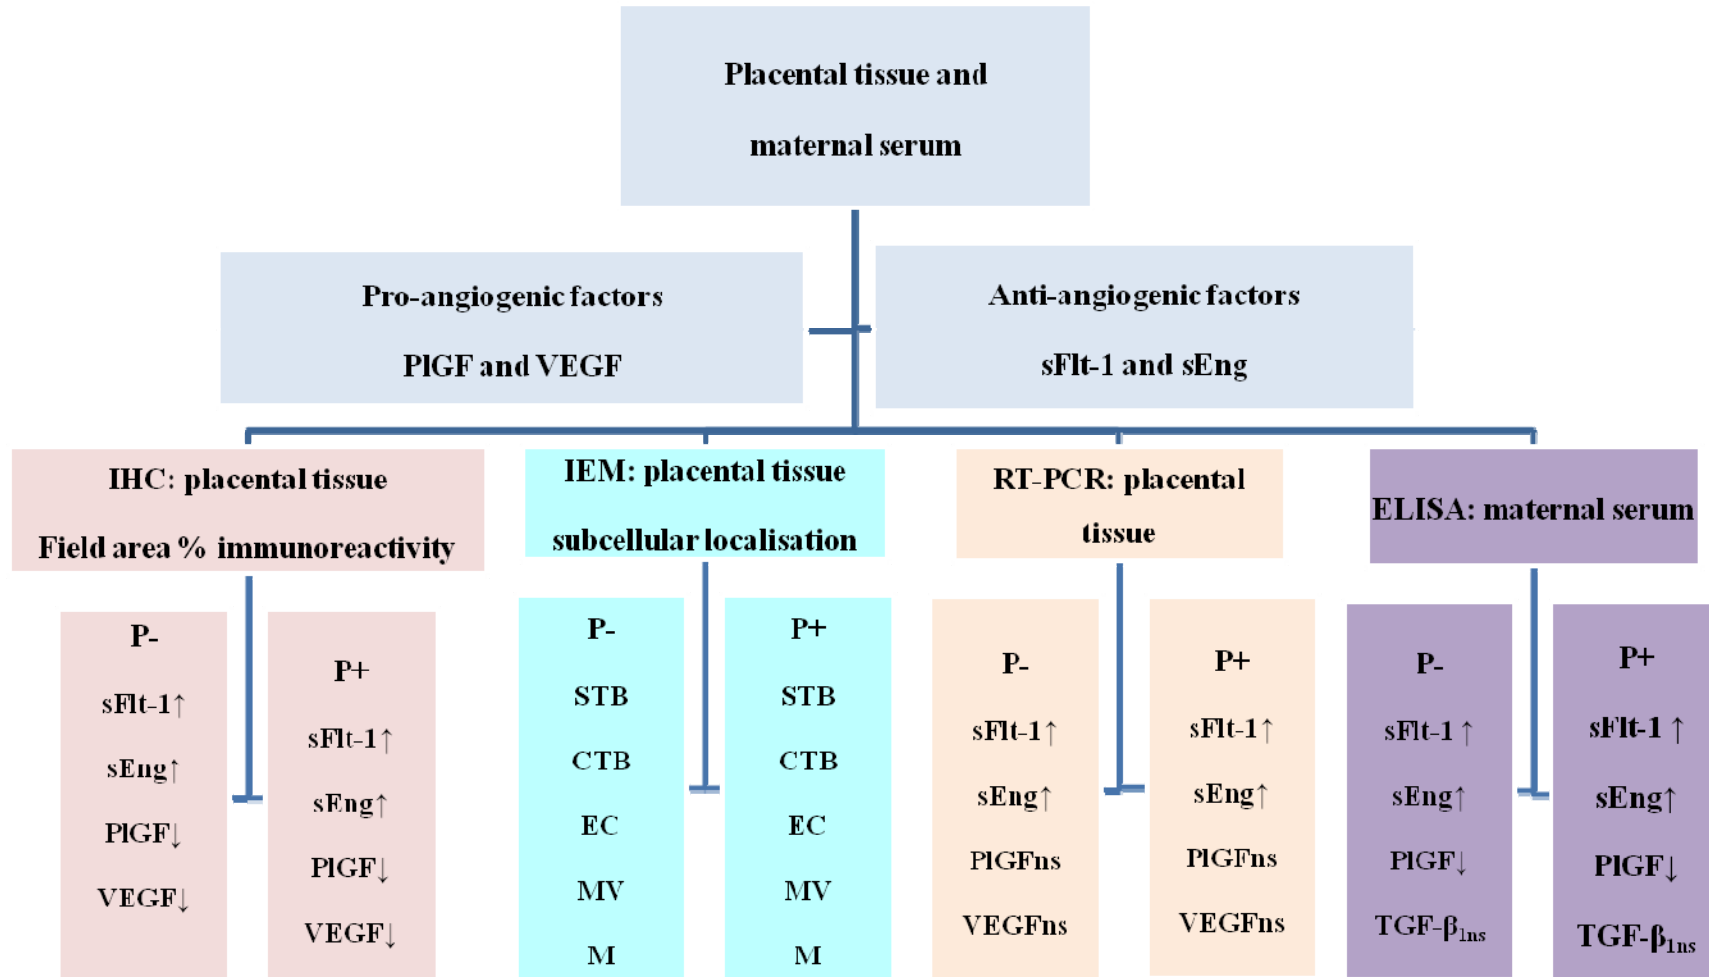 Placental tissue and
maternal serum
Pro-angiogenic factors
PlGF and VEGF
Anti-angiogenic factors
sFlt-1 and sEng
IHC: placental tissue
Field area % immunoreactivity
IEM: placental tissue
subcellular localisation
RT-PCR: placental
tissue
ELISA: maternal serum
P-
sFlt-1↑
sEng↑
PlGF↓
VEGF↓
P+
sFlt-1↑
sEng↑
PlGF↓
VEGF↓
P-
STB
CTB
EC
MV
M
P+
STB
CTB
EC
MV
M
P-
sFlt-1↑
sEng↑
PlGFns
VEGFns
P+
sFlt-1↑
sEng↑
PlGFns
VEGFns
P-
sFlt-1↑
sEng↑
PlGF↓
TGF-β1ns
P+
sFlt-1 ↑
sEng↑
PlGF↓
TGF-β1ns